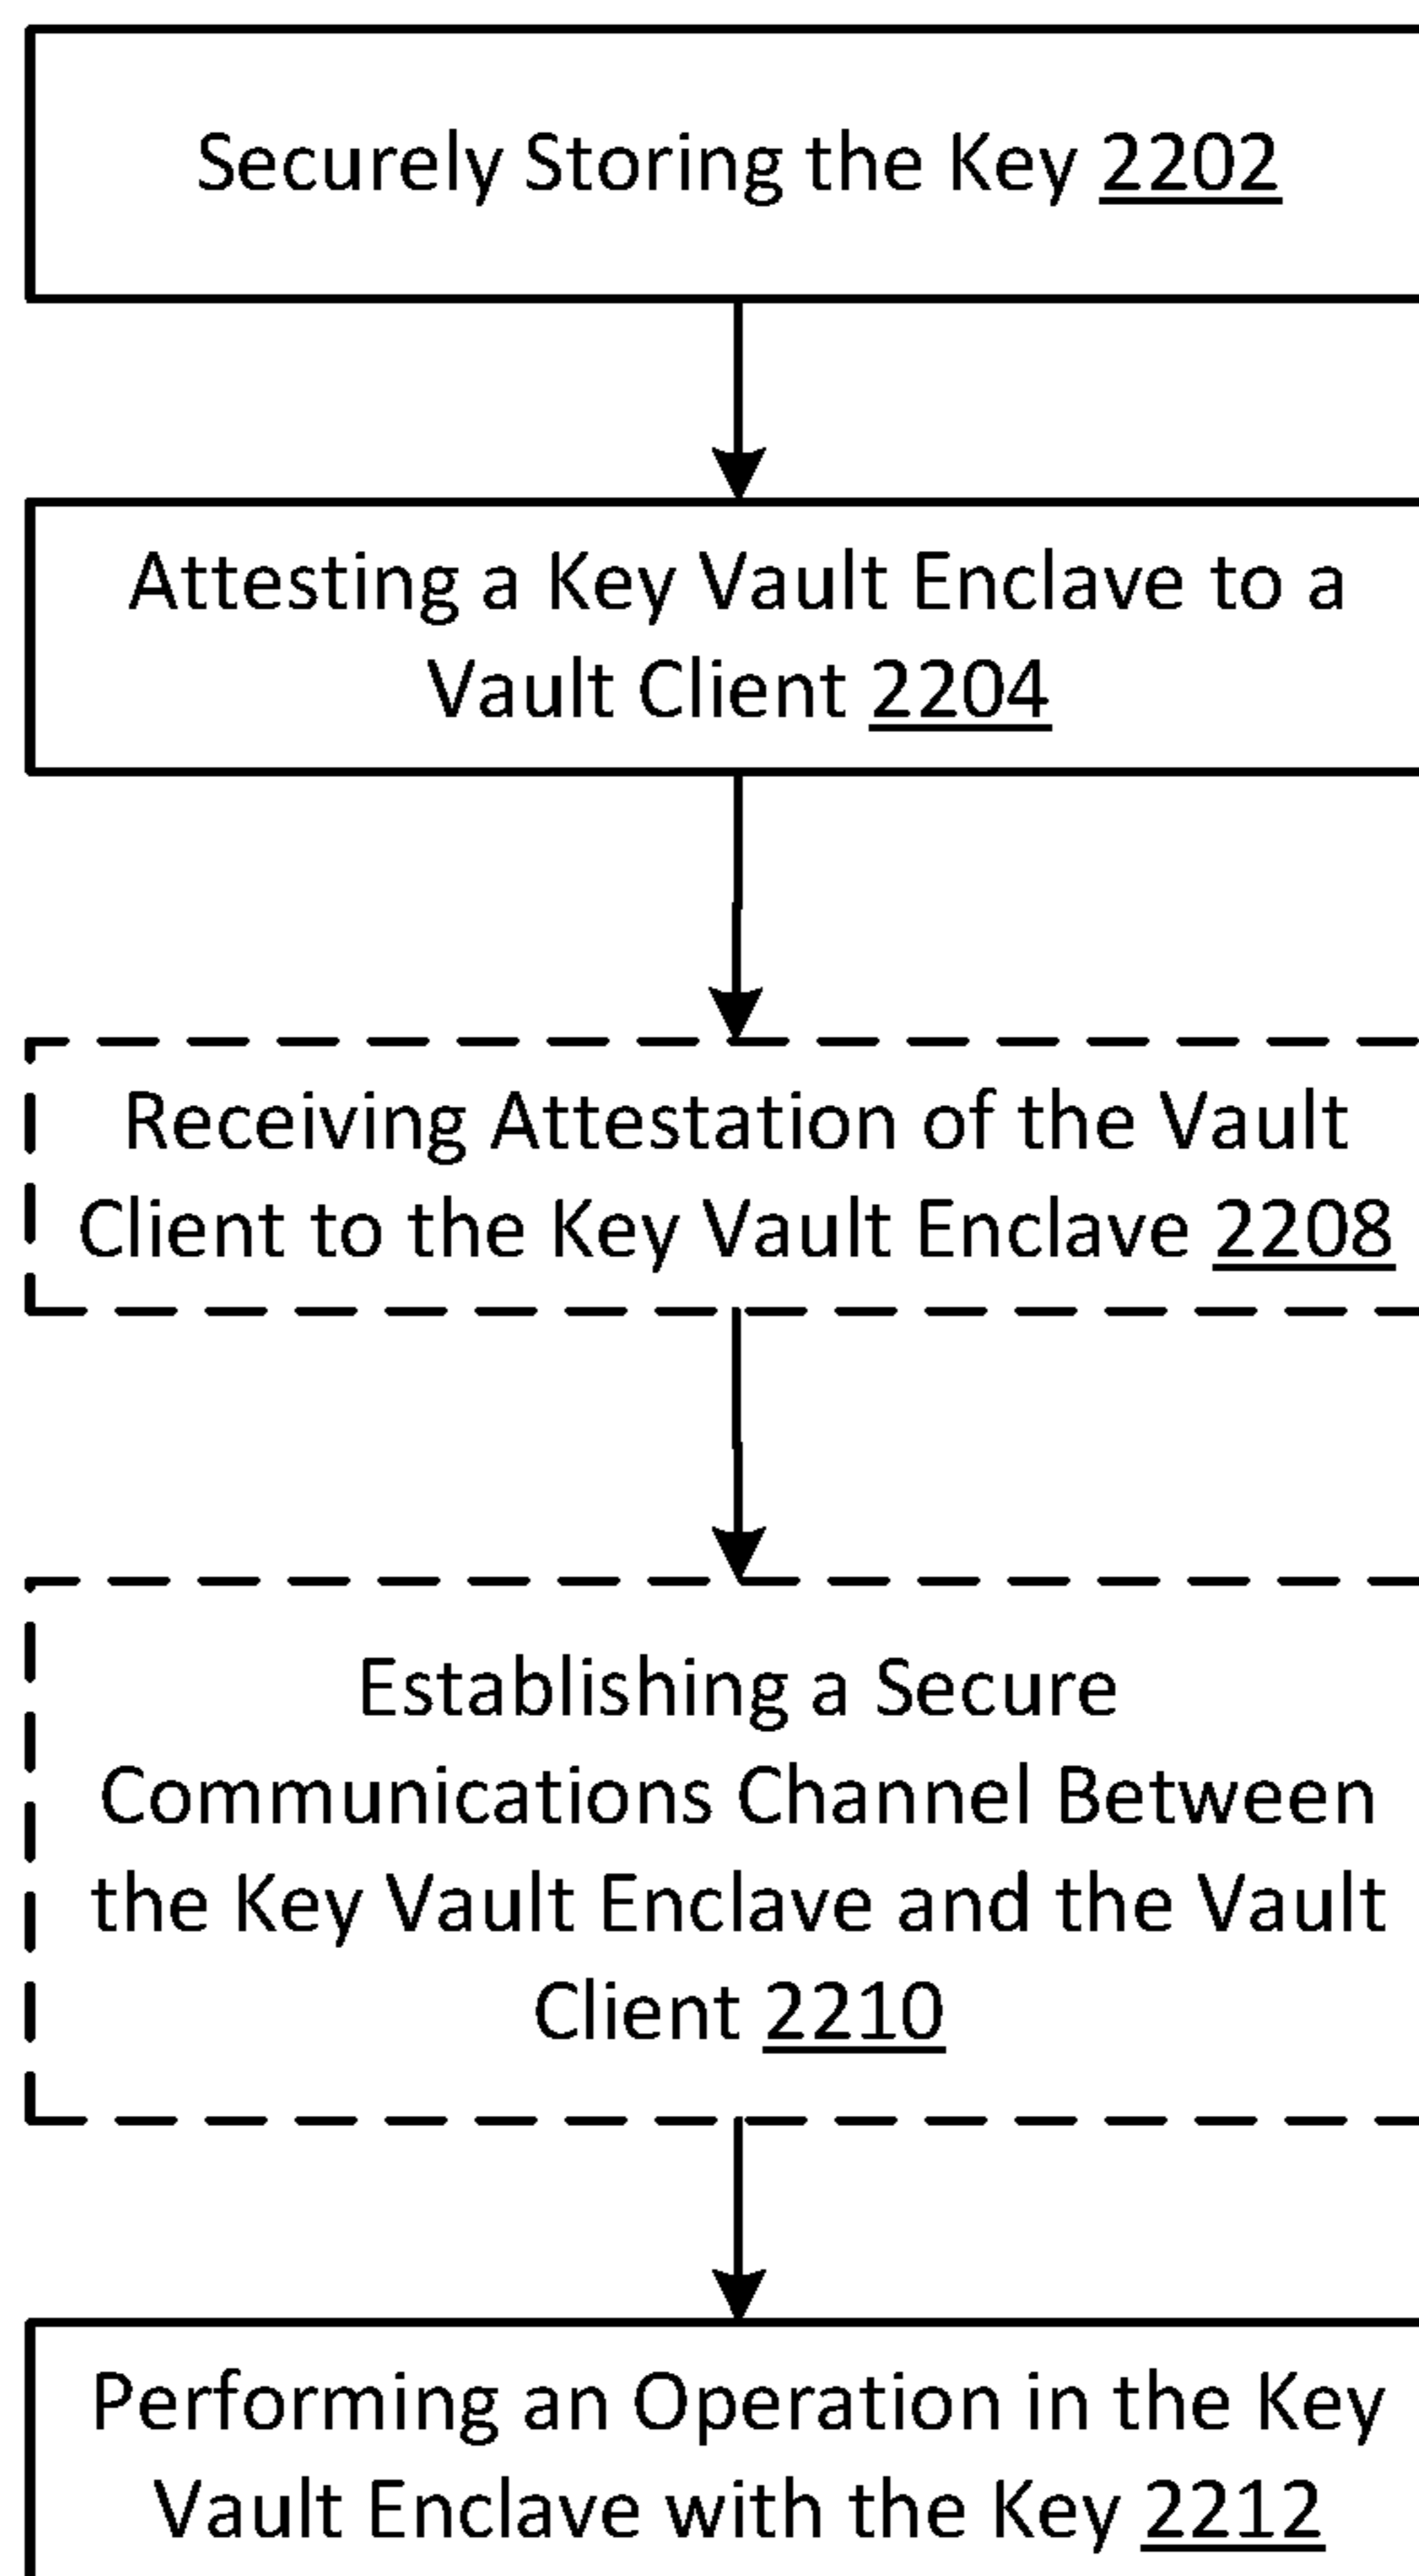 Securely Storing the Key 2202
Attesting a Key Vault Enclave to a
Vault Client 2204
Receiving Attestation of the Vault
Client to the Key Vault Enclave 2208
Establishing a Secure
Communications Channel Between
the Key Vault Enclave and the Vault
Client 2210
Performing an Operation in the Key
Vault Enclave with the Key 2212